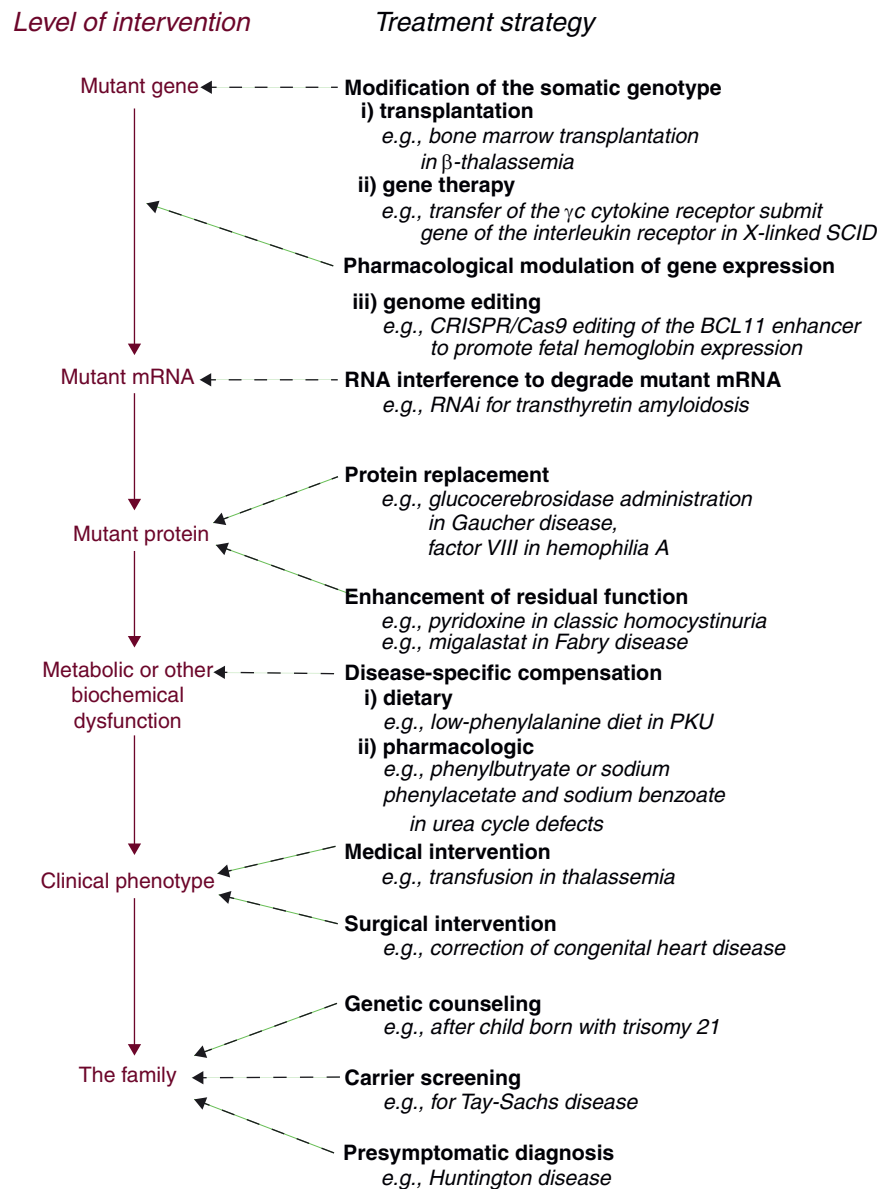 Level of intervention
Treatment strategy
Mutant gene
Modification of the somatic genotype
i) transplantation
e.g., bone marrow transplantation
in β-thalassemia
ii) gene therapy
e.g., transfer of the γc cytokine receptor submit
gene of the interleukin receptor in X-linked SCID
Pharmacological modulation of gene expression
iii) genome editing
e.g., CRISPR/Cas9 editing of the BCL11 enhancer
to promote fetal hemoglobin expression
Mutant mRNA
RNA interference to degrade mutant mRNA
e.g., RNAi for transthyretin amyloidosis
Protein replacement
e.g., glucocerebrosidase administration
in Gaucher disease,
factor VIII in hemophilia A
Mutant protein
Enhancement of residual function
e.g., pyridoxine in classic homocystinuria
e.g., migalastat in Fabry disease
Metabolic or other
biochemical
dysfunction
Disease-specific compensation
i) dietary
e.g., low-phenylalanine diet in PKU
ii) pharmacologic
e.g., phenylbutryate or sodium
phenylacetate and sodium benzoate
in urea cycle defects
Medical intervention
e.g., transfusion in thalassemia
Clinical phenotype
Surgical intervention
e.g., correction of congenital heart disease
Genetic counseling
e.g., after child born with trisomy 21
The family
Carrier screening
e.g., for Tay-Sachs disease
Presymptomatic diagnosis
e.g., Huntington disease